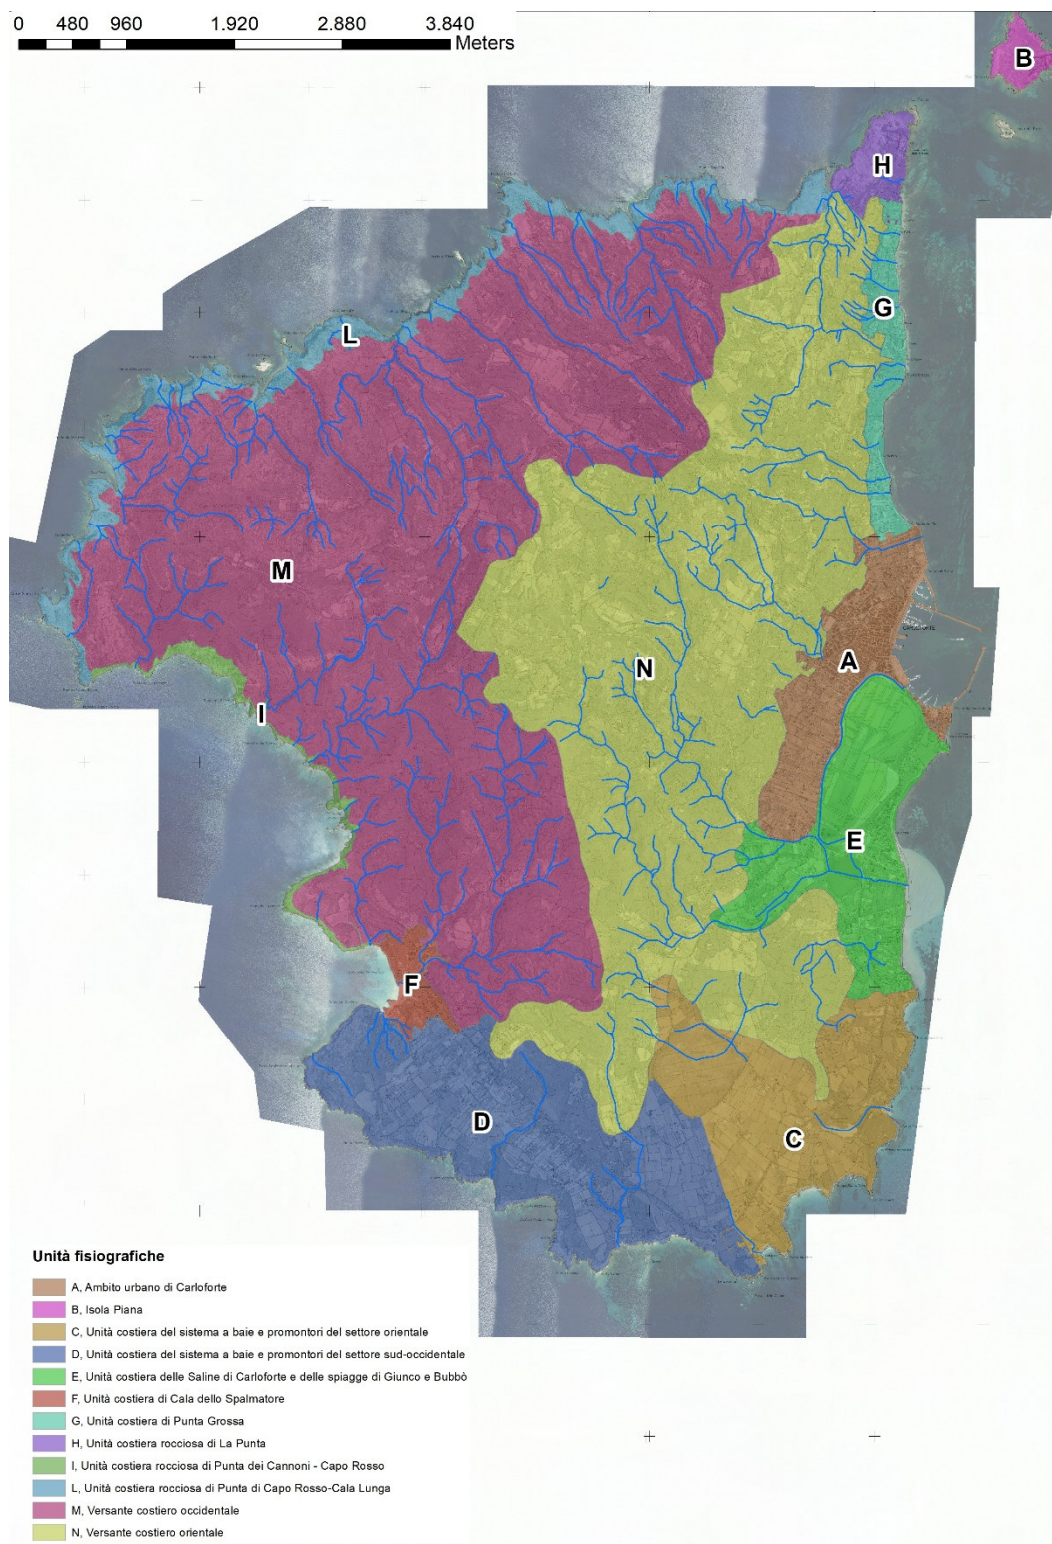 0 480 960 1.920 2.880 3.840
Meters
B
H
G
L
M
I
N
A
CARLOFORTE
E
F
D
C
Unità fisiografiche
A, Ambito urbano di Carloforte
B, Isola Piana
C, Unità costiera del sistema a baie e promontori del settore orientale
D, Unità costiera del sistema a baie e promontori del settore sud-occidentale
E, Unità costiera delle Saline di Carloforte e delle spiagge di Giunco e Bubbò
F, Unità costiera di Cala dello Spalmatore
G, Unità costiera di Punta Grossa
H, Unità costiera rocciosa di La Punta
I, Unità costiera rocciosa di Punta dei Cannoni - Capo Rosso
L, Unità costiera rocciosa di Punta di Capo Rosso-Cala Lunga
M, Versante costiero occidentale
N, Versante costiero orientale